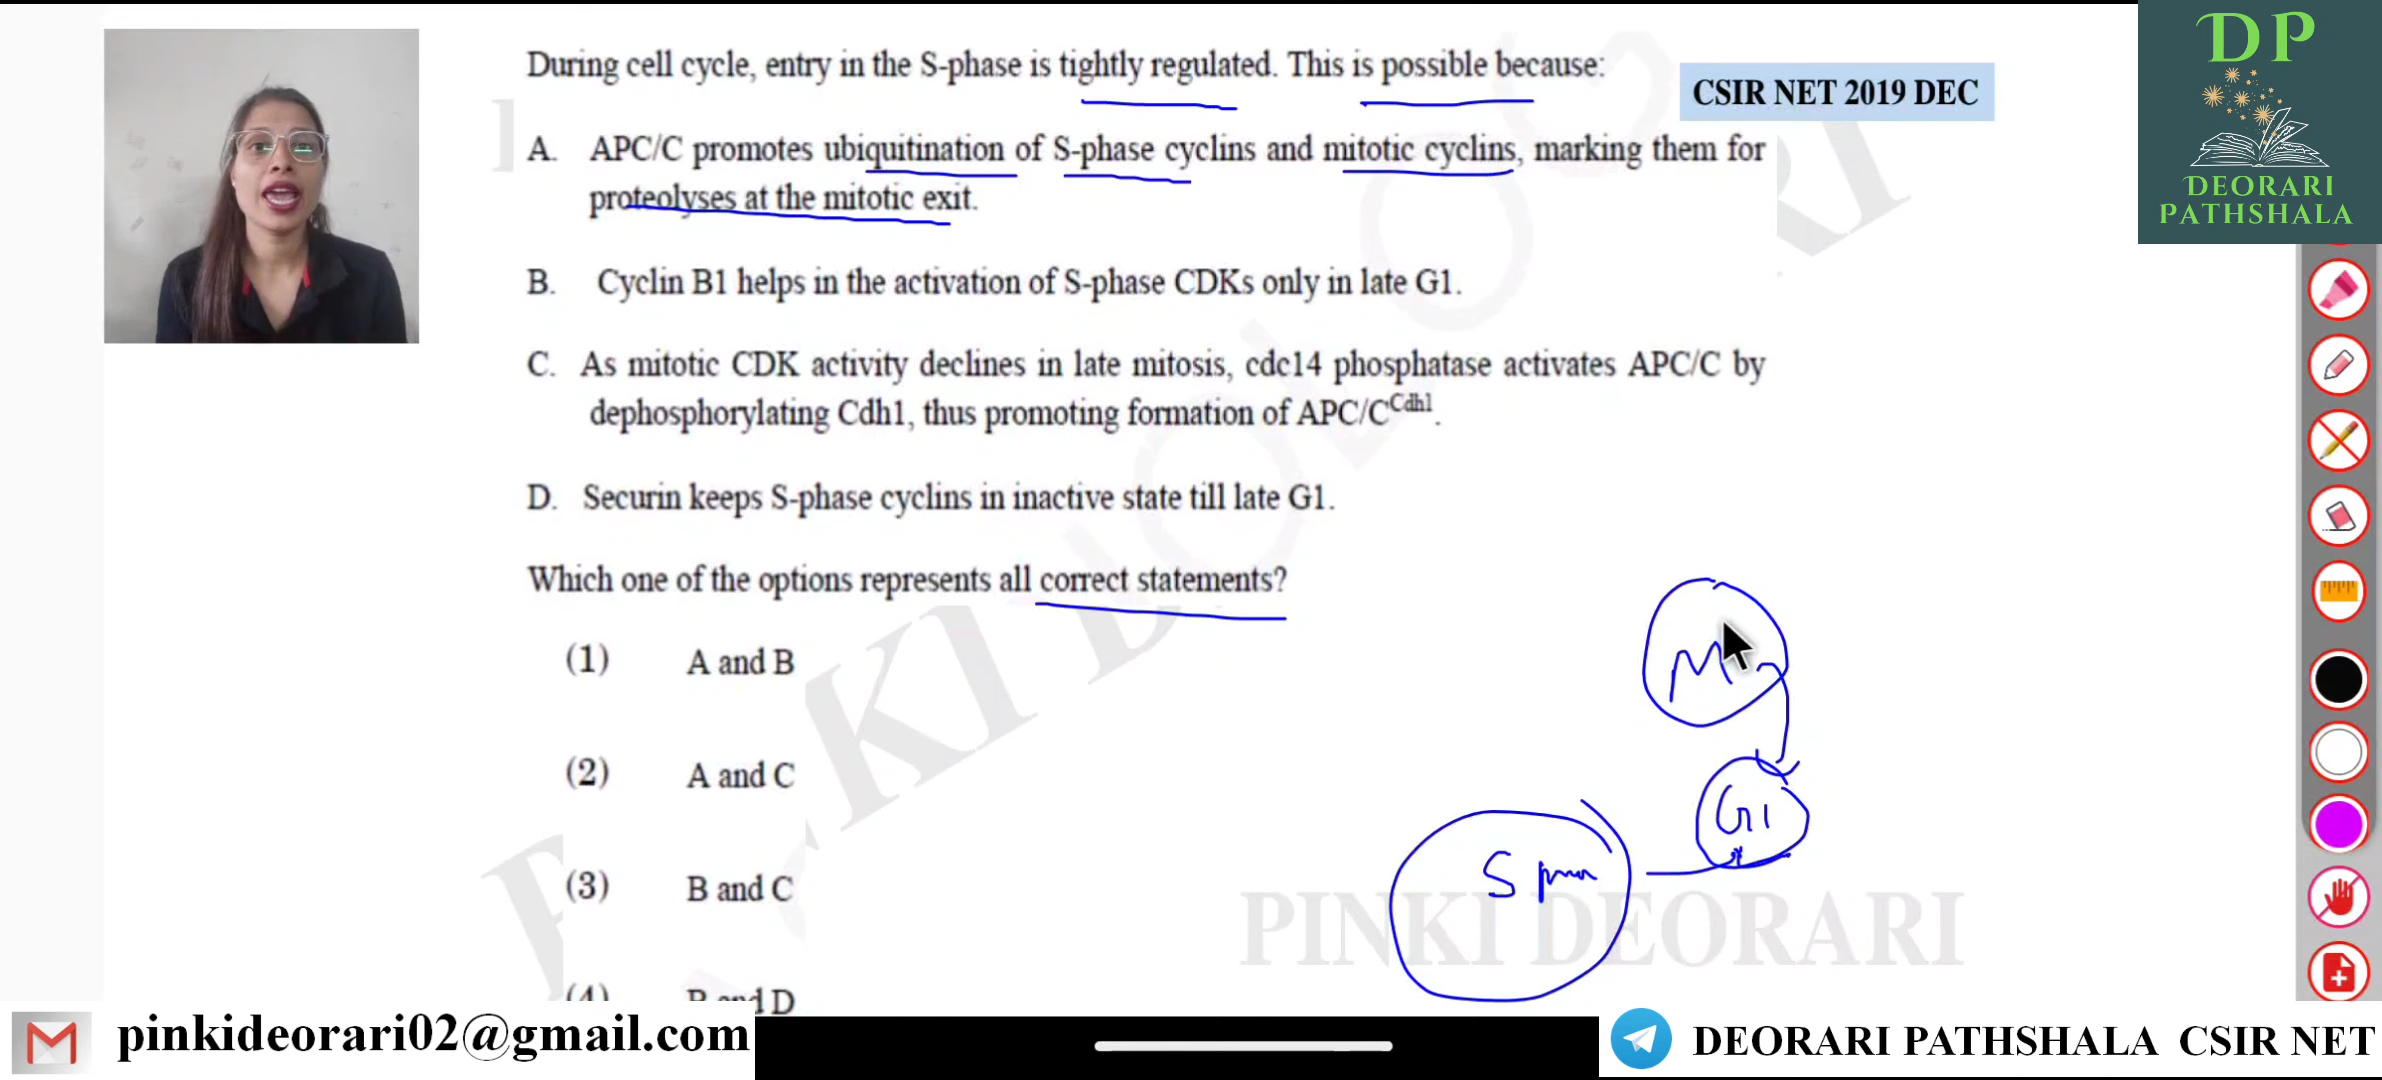 During cell cycle, entry in the S-phase is tightly regulated. This is possible because:
CSIR NET 2019 DEC
DP
DEORARI
PATHSHALA
A. APC/C promotes ubiquitination of S-phase cyclins and mitotic cyclins, marking them for
proteolyses at the mitotic exit.
B. Cyclin B1 helps in the activation of S-phase CDKs only in late G1.
C. As mitotic CDK activity declines in late mitosis, cdc14 phosphatase activates APC/C by
dephosphorylating Cdh1, thus promoting formation of APC/C^Cdh1.
D. Securin keeps S-phase cyclins in inactive state till late G1.
Which one of the options represents all correct statements?
(1) A and B
(2) A and C
(3) B and C
(4) B and D
M
G1
S
PINKI DEORARI
pinkideorari02@gmail.com
DEORARI PATHSHALA CSIR NET